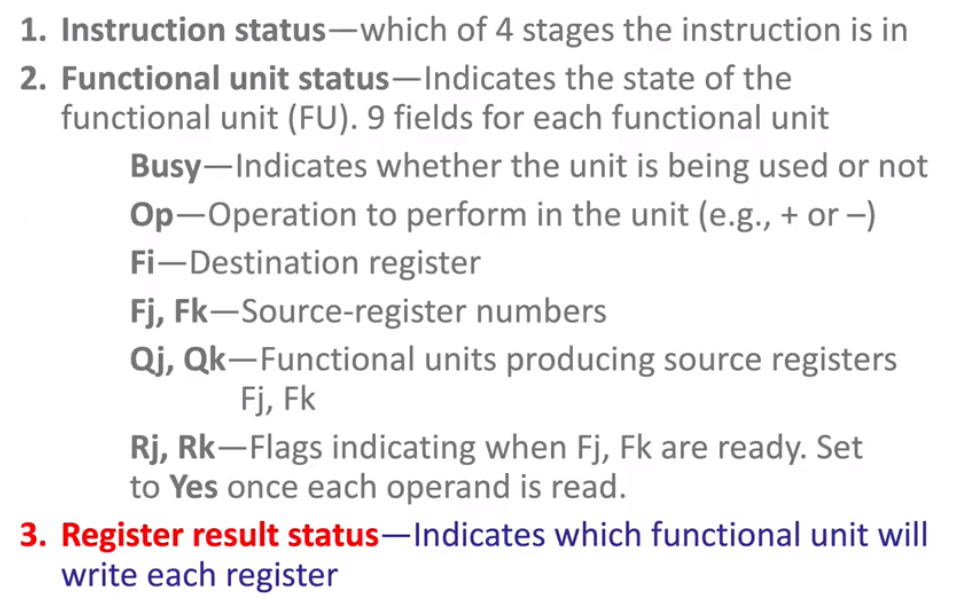 1. Instruction status—which of 4 stages the instruction is in
2. Functional unit status—Indicates the state of the
functional unit (FU). 9 fields for each functional unit
Busy—Indicates whether the unit is being used or not
Op—Operation to perform in the unit (e.g., + or –)
Fi—Destination register
Fj, Fk—Source-register numbers
Qj, Qk—Functional units producing source registers
Fj, Fk
Rj, Rk—Flags indicating when Fj, Fk are ready. Set
to Yes once each operand is read.
3. Register result status—Indicates which functional unit will
write each register